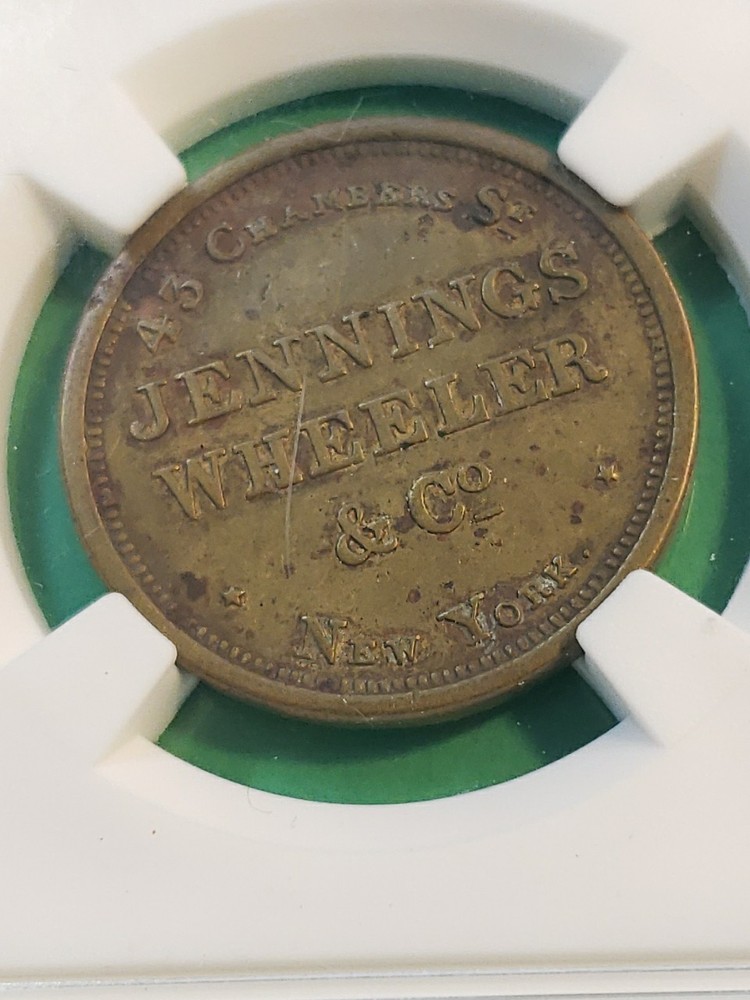 43 CHAMBERS ST
JENNINGS
WHEELER
& CO
NEW YORK.